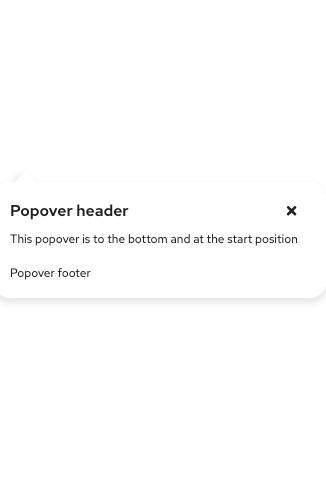 Popover header
This popover is to the bottom and at the start position
Popover footer